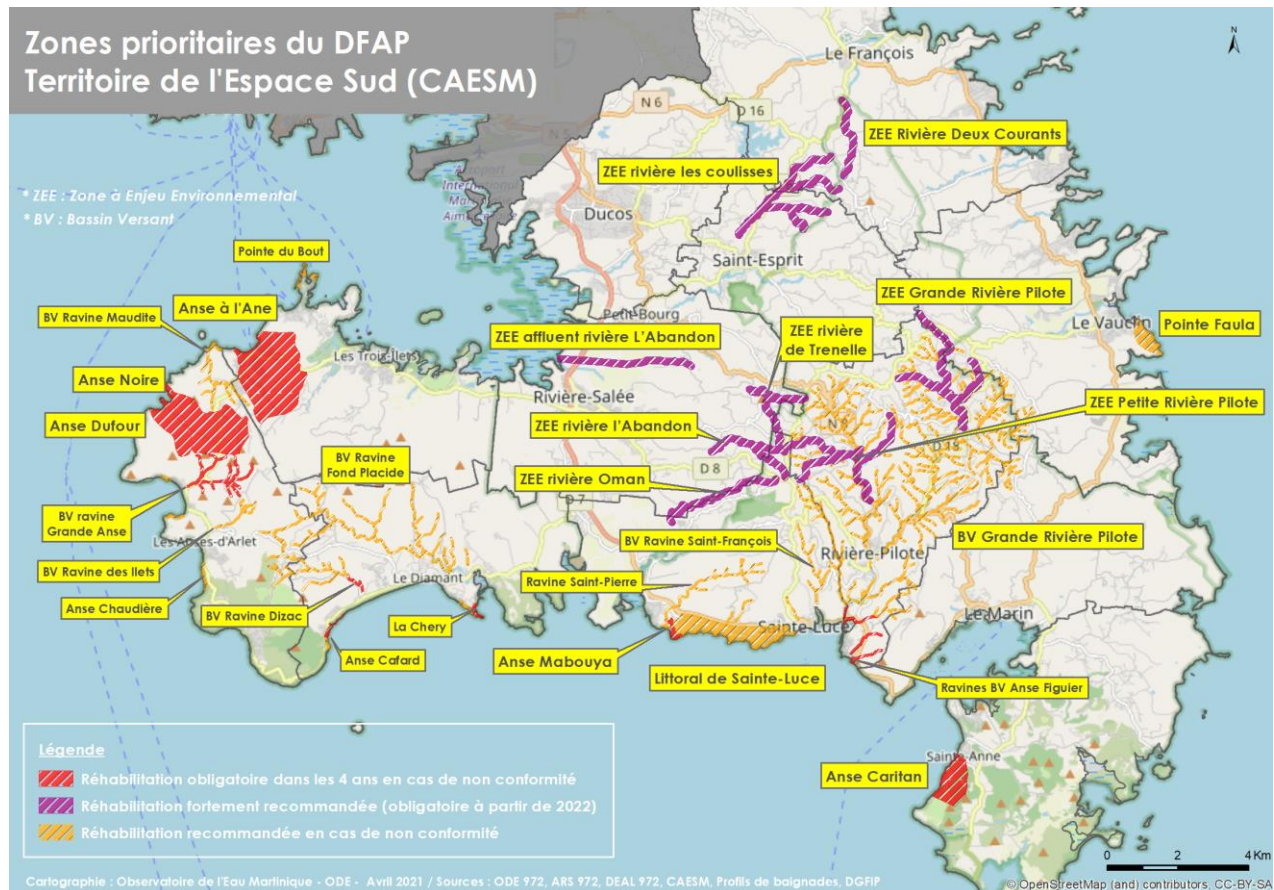 Zones prioritaires du DFAP
Territoire de l'Espace Sud (CAESM)
* ZEE : Zone à Enjeu Environnemental
* BV : Bassin Versant
N
Le François
N 6
D 16
ZEE Rivière Deux Courants
ZEE rivière les coulisses
Ducos
Saint-Esprit
Pointe du Bout
Anse à l'Ane
BV Ravine Maudite
Petit-Bourg
ZEE Grande Rivière Pilote
Le Vauclin
Pointe Faula
Les Trois-Îlets
ZEE affluent rivière L'Abandon
ZEE rivière
de Trenelle
Anse Noire
Rivière-Salée
ZEE Petite Rivière Pilote
Anse Dufour
ZEE rivière l'Abandon
N 8
D 18
BV Ravine
Fond Placide
D 8
ZEE rivière Oman
D 7
BV ravine
Grande Anse
Les Anses-d'Arlet
BV Ravine Saint-François
Rivière-Pilote
BV Grande Rivière Pilote
BV Ravine des Ilets
Le Diamant
Ravine Saint-Pierre
Anse Chaudière
BV Ravine Dizac
La Chery
Le Marin
Sainte-Luce
Anse Cafard
Anse Mabouya
Littoral de Sainte-Luce
Ravines BV Anse Figuier
Sainte-Anne
Anse Caritan
Légende
Réhabilitation obligatoire dans les 4 ans en cas de non conformité
Réhabilitation fortement recommandée (obligatoire à partir de 2022)
Réhabilitation recommandée en cas de non conformité
0 2 4 Km
Cartographie : Observatoire de l'Eau Martinique - ODE - Avril 2021 / Sources : ODE 972, ARS 972, DEAL 972, CAESM, Profils de baignades, DGFIP
© OpenStreetMap (and) contributors, CC-BY-SA